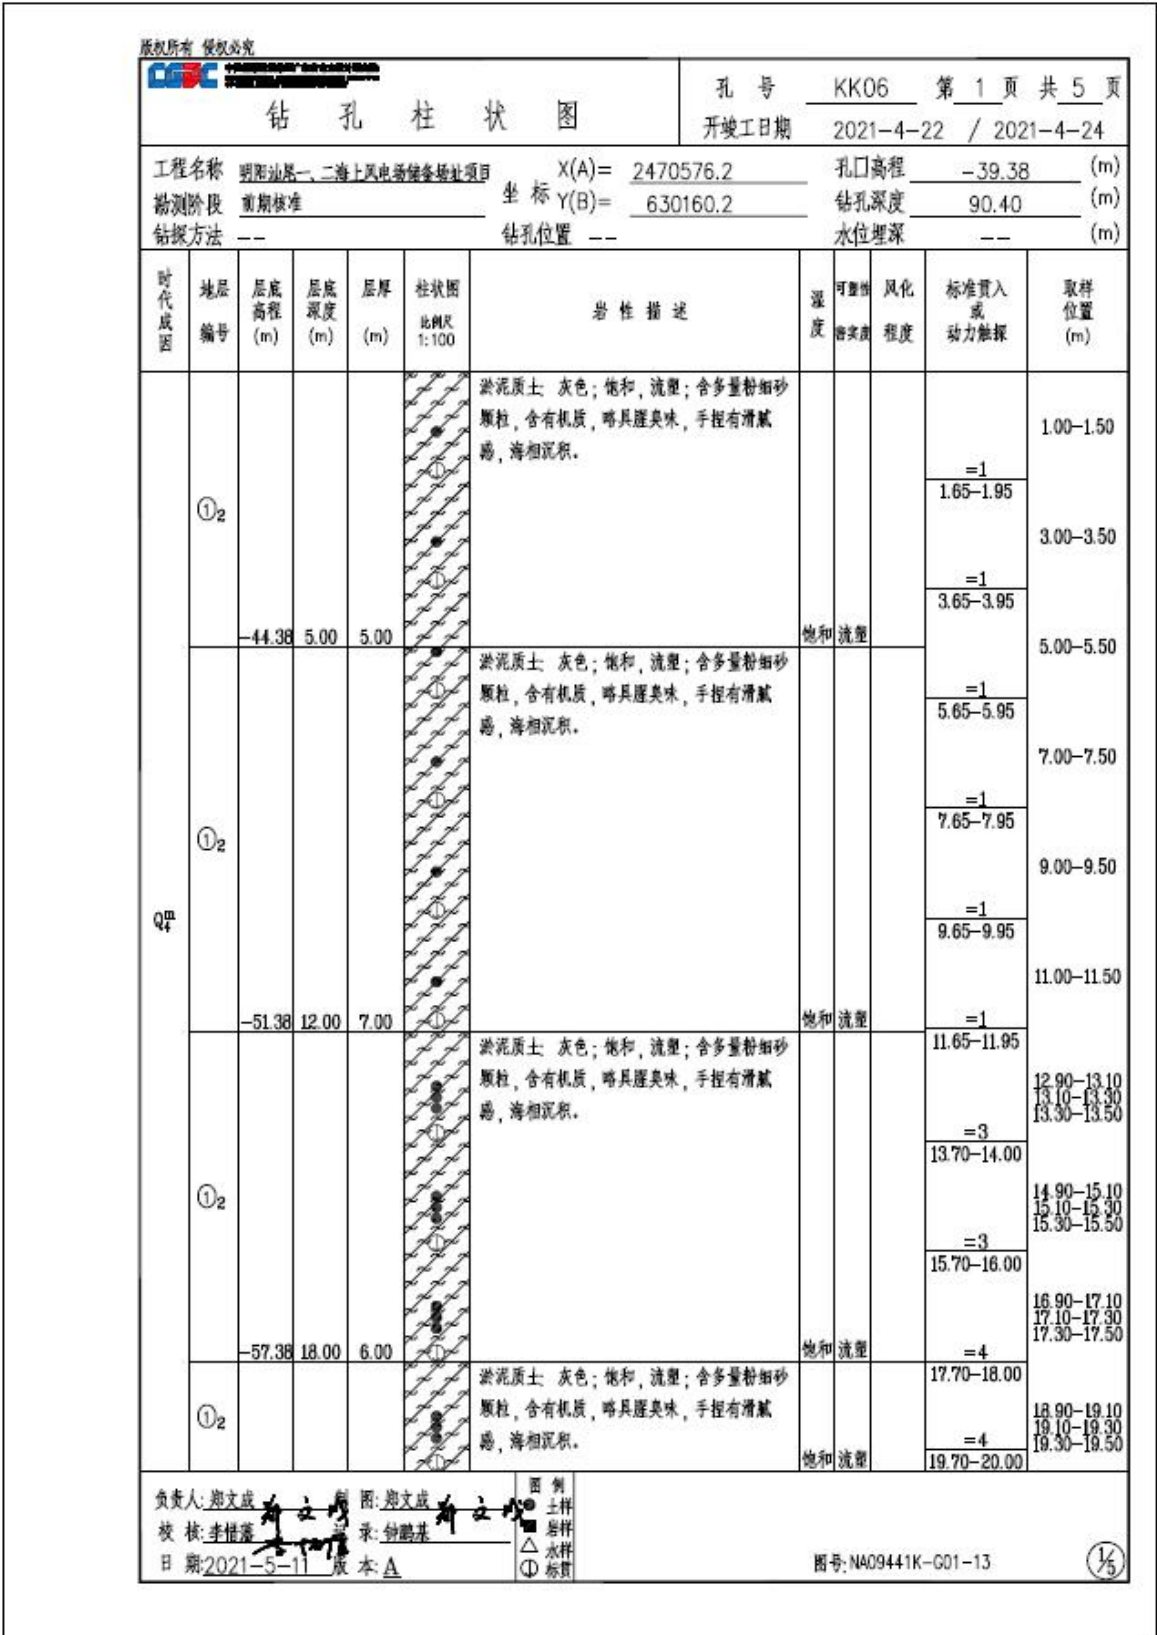 版权所有 侵权必究
CGDC
钻孔柱状图
孔 号 KK06 第 1 页 共 5 页
开竣工日期 2021-4-22 / 2021-4-24
工程名称 明阳汕尾一、二海上风电场储备场址项目
勘测阶段 前期核准
钻探方法 --
坐标 X(A)= 2470576.2
Y(B)= 630160.2
钻孔位置 --
孔口高程 -39.38 (m)
钻孔深度 90.40 (m)
水位埋深 -- (m)
时代成因 地层编号 层底高程(m) 层底深度(m) 层厚(m) 柱状图 比例尺 1:100 岩性描述 湿度 可塑性 密实度 风化程度 标准贯入或动力触探 取样位置(m)
淤泥质土: 灰色;饱和,流塑;含多量粉细砂
颗粒,含有机质,略具腥臭味,手捏有滑腻
感,海相沉积。
1.00-1.50
=1
1.65-1.95
①2
3.00-3.50
=1
3.65-3.95
-44.38 5.00 5.00 饱和 流塑
5.00-5.50
淤泥质土: 灰色;饱和,流塑;含多量粉细砂
颗粒,含有机质,略具腥臭味,手捏有滑腻
感,海相沉积。
=1
5.65-5.95
7.00-7.50
=1
7.65-7.95
①2
9.00-9.50
Q4m
=1
9.65-9.95
11.00-11.50
-51.38 12.00 7.00 饱和 流塑 =1
11.65-11.95
淤泥质土: 灰色;饱和,流塑;含多量粉细砂
颗粒,含有机质,略具腥臭味,手捏有滑腻
感,海相沉积。
12.90-13.10
13.10-13.30
13.30-13.50
=3
13.70-14.00
①2
14.90-15.10
15.10-15.30
15.30-15.50
=3
15.70-16.00
16.90-17.10
17.10-17.30
17.30-17.50
-57.38 18.00 6.00 饱和 流塑 =4
17.70-18.00
淤泥质土: 灰色;饱和,流塑;含多量粉细砂
颗粒,含有机质,略具腥臭味,手捏有滑腻
感,海相沉积。
①2
18.90-19.10
19.10-19.30
19.30-19.50
=4
饱和 流塑 19.70-20.00
负责人:郑文成 制 图:郑文成
校 核: 录:钟鹏基
日 期:2021-5-11 版 本:A
图例
土样
岩样
水样
标贯
图号:NA09441K-G01-13
1/5